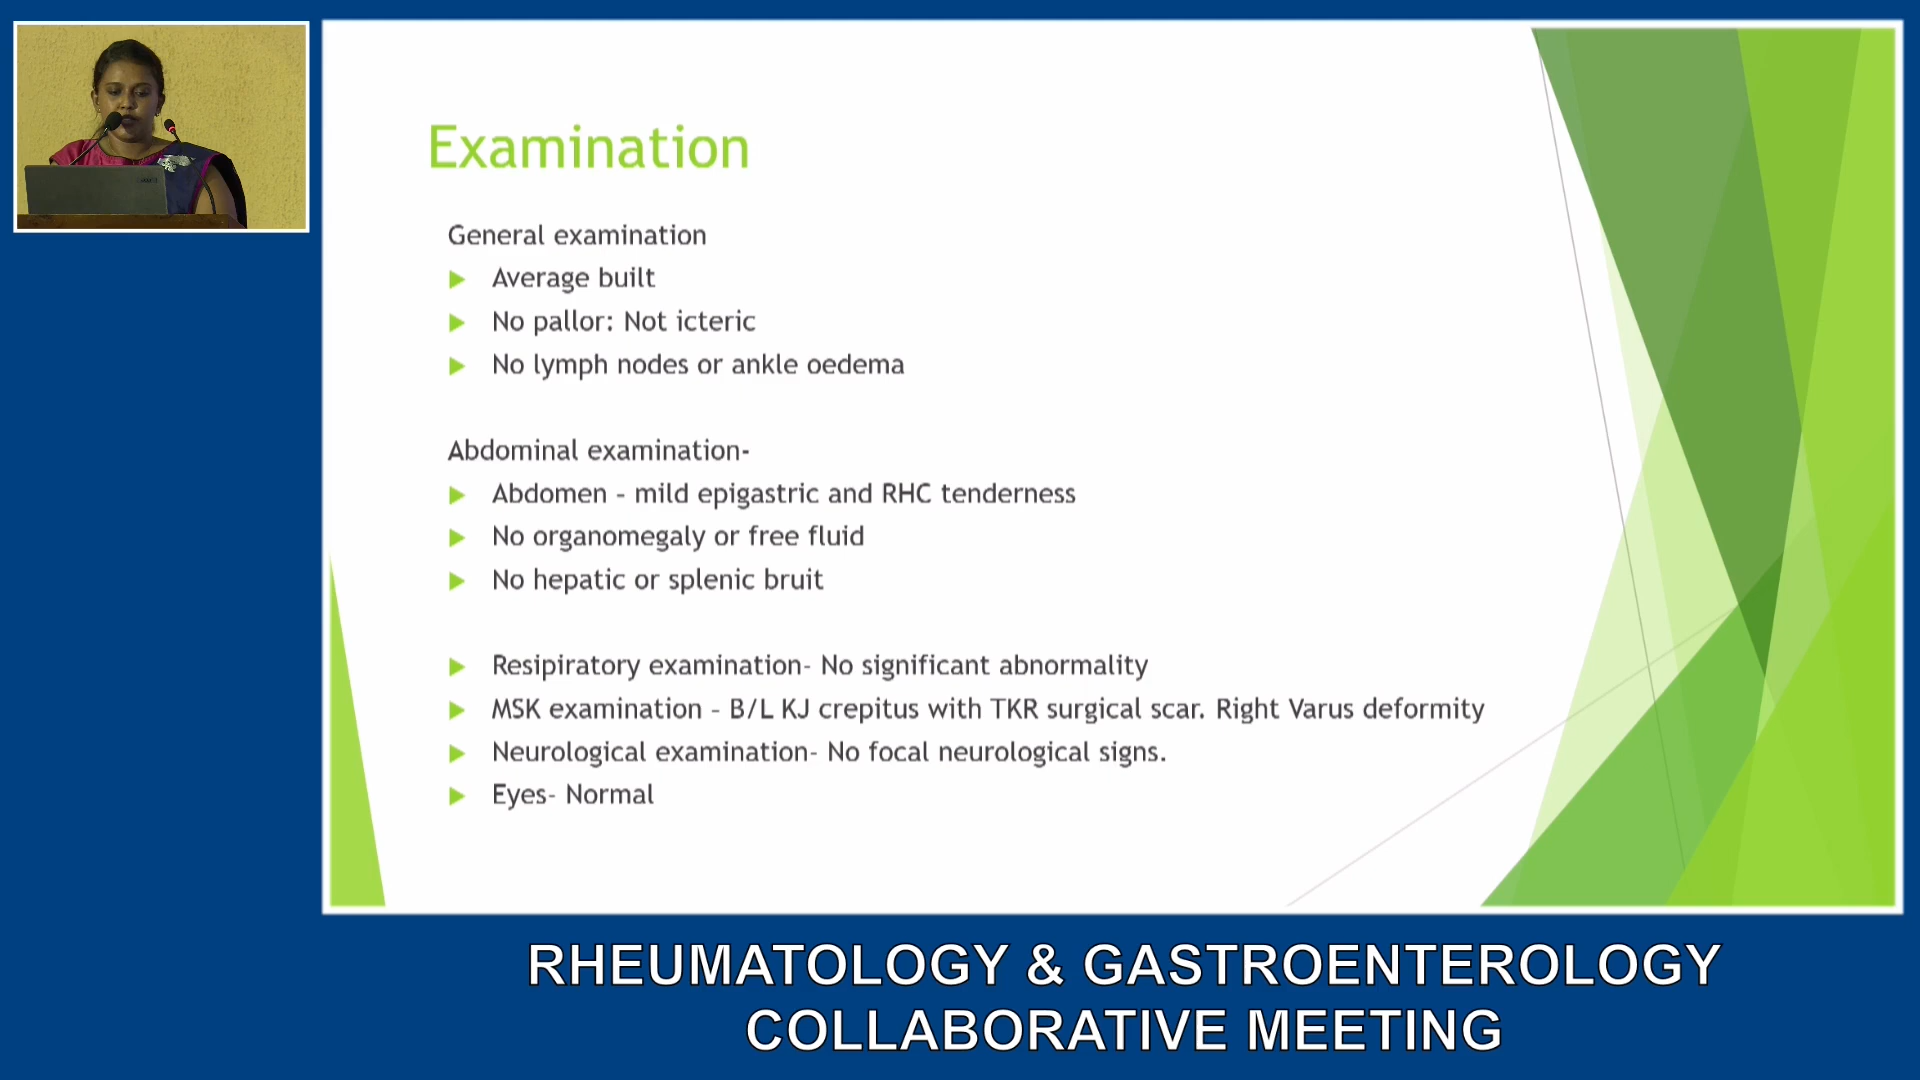 Examination
General examination
Average built
No pallor: Not icteric
No lymph nodes or ankle oedema
Abdominal examination-
Abdomen – mild epigastric and RHC tenderness
No organomegaly or free fluid
No hepatic or splenic bruit
Resipiratory examination- No significant abnormality
MSK examination – B/L KJ crepitus with TKR surgical scar. Right Varus deformity
Neurological examination- No focal neurological signs.
Eyes- Normal
RHEUMATOLOGY & GASTROENTEROLOGY
COLLABORATIVE MEETING